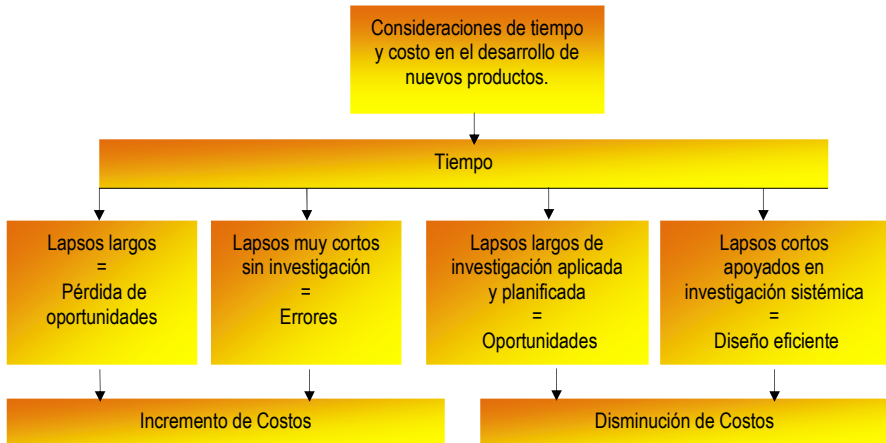 Consideraciones de tiempo
y costo en el desarrollo de
nuevos productos.
Tiempo
Lapsos largos
=
Pérdida de
oportunidades
Lapsos muy cortos
sin investigación
=
Errores
Lapsos largos de
investigación aplicada
y planificada
=
Oportunidades
Lapsos cortos
apoyados en
investigación sistémica
=
Diseño eficiente
Incremento de Costos
Disminución de Costos